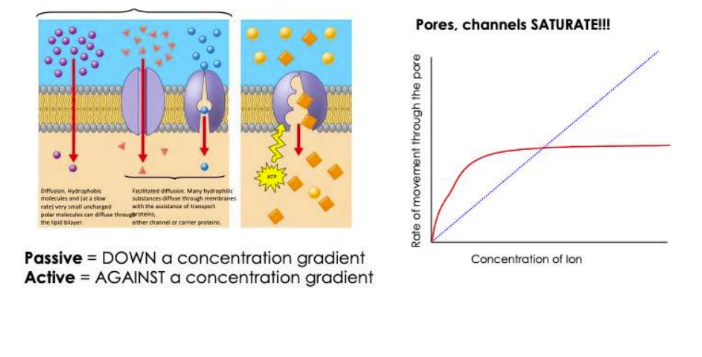 Pores, channels SATURATE!!!
ATP
Diffusion. Hydrophobic
molecules and (at a slow
rate) very small uncharged
polar molecules can diffuse through
the lipid bilayer.
Facilitated diffusion. Many hydrophilic
substances diffuse through membranes
with the assistance of transport
proteins,
either channel or carrier proteins.
Passive = DOWN a concentration gradient
Active = AGAINST a concentration gradient
Rate of movement through the pore
Concentration of Ion